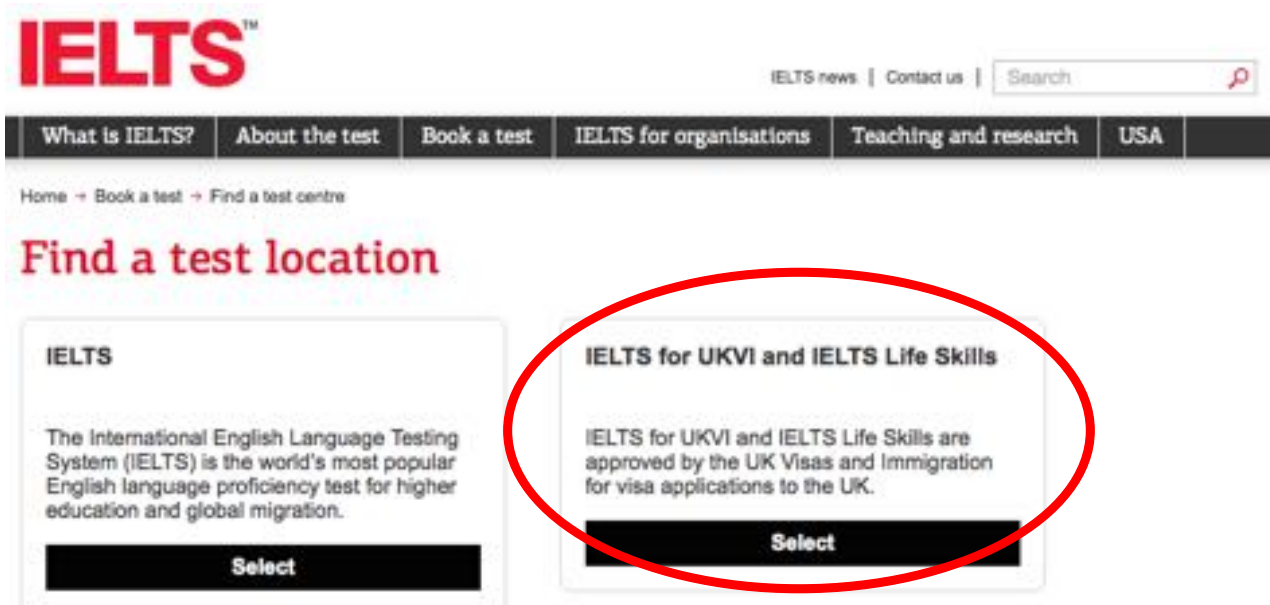 IELTS™
IELTS news | Contact us | Search
What is IELTS? About the test Book a test IELTS for organisations Teaching and research USA
Home → Book a test → Find a test centre
Find a test location
IELTS
The International English Language Testing
System (IELTS) is the world's most popular
English language proficiency test for higher
education and global migration.
Select
IELTS for UKVI and IELTS Life Skills
IELTS for UKVI and IELTS Life Skills are
approved by the UK Visas and Immigration
for visa applications to the UK.
Select